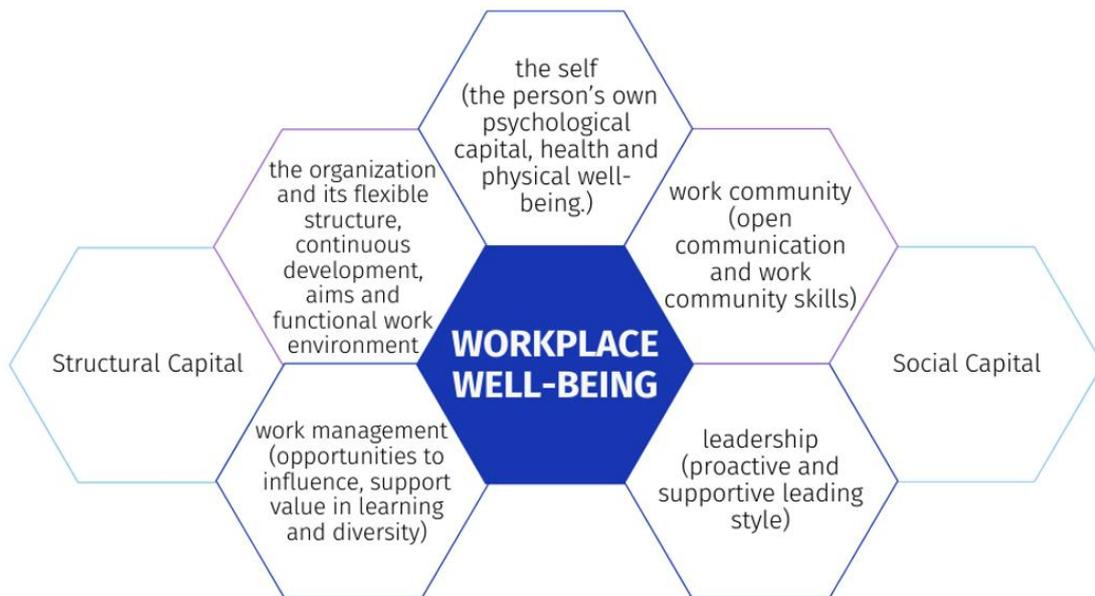 the self
(the person's own
psychological
capital, health and
physical well-
being.)
the organization
and its flexible
structure,
continuous
development,
aims and
functional work
environment
work community
(open
communication
and work
community skills)
Structural Capital
WORKPLACE
WELL-BEING
Social Capital
work management
(opportunities to
influence, support
value in learning
and diversity)
leadership
(proactive and
supportive leading
style)